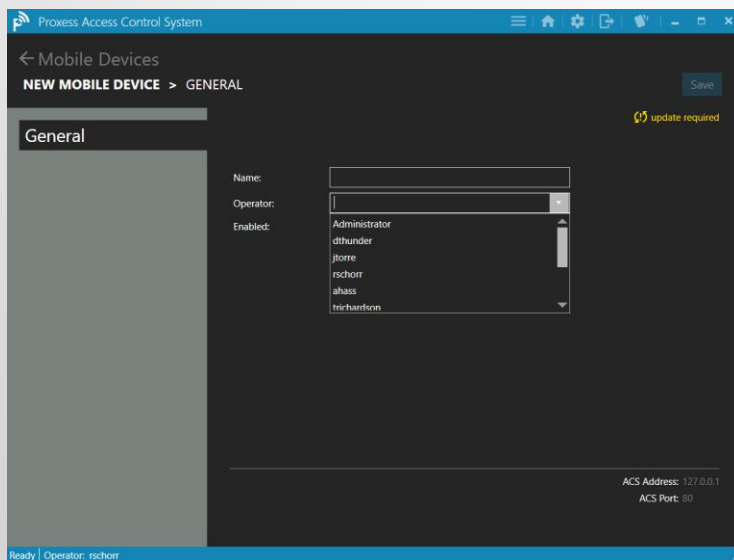 Proxess Access Control System
Mobile Devices
NEW MOBILE DEVICE > GENERAL
Save
update required
General
Name:
Operator:
Enabled:
Administrator
dthunder
jtorre
rschorr
ahass
trichardson
ACS Address: 127.0.0.1
ACS Port: 80
Ready
Operator: rschorr